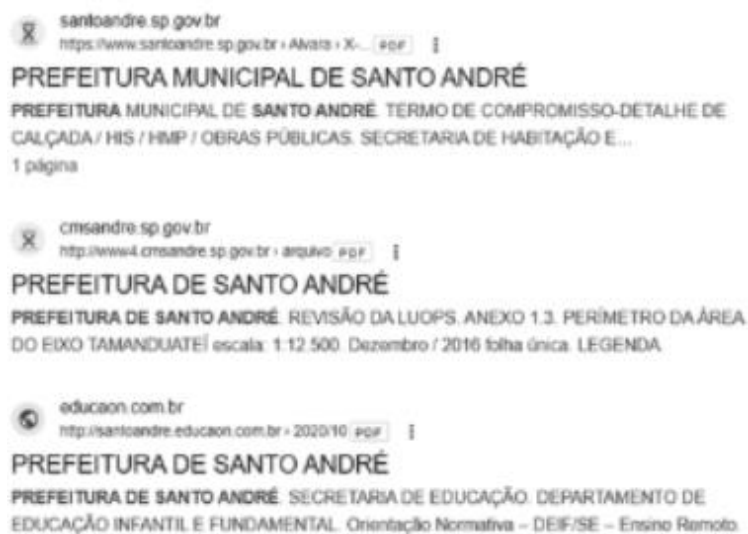 santoandre.sp.gov.br
https://www.santoandre.sp.gov.br › Alvara › X-... PDF
PREFEITURA MUNICIPAL DE SANTO ANDRÉ
PREFEITURA MUNICIPAL DE SANTO ANDRÉ. TERMO DE COMPROMISSO-DETALHE DE
CALÇADA / HIS / HMP / OBRAS PÚBLICAS. SECRETARIA DE HABITAÇÃO E...
1 página
cmsandre.sp.gov.br
http://www4.cmsandre.sp.gov.br › arquivo PDF
PREFEITURA DE SANTO ANDRÉ
PREFEITURA DE SANTO ANDRÉ. REVISÃO DA LUOPS. ANEXO 1.3. PERÍMETRO DA ÁREA
DO EIXO TAMANDUATEÍ escala: 1:12.500. Dezembro / 2016 folha única. LEGENDA.
educaon.com.br
http://santoandre.educaon.com.br › 2020/10 PDF
PREFEITURA DE SANTO ANDRÉ
PREFEITURA DE SANTO ANDRÉ. SECRETARIA DE EDUCAÇÃO. DEPARTAMENTO DE
EDUCAÇÃO INFANTIL E FUNDAMENTAL. Orientação Normativa – DEIF/SE – Ensino Remoto.